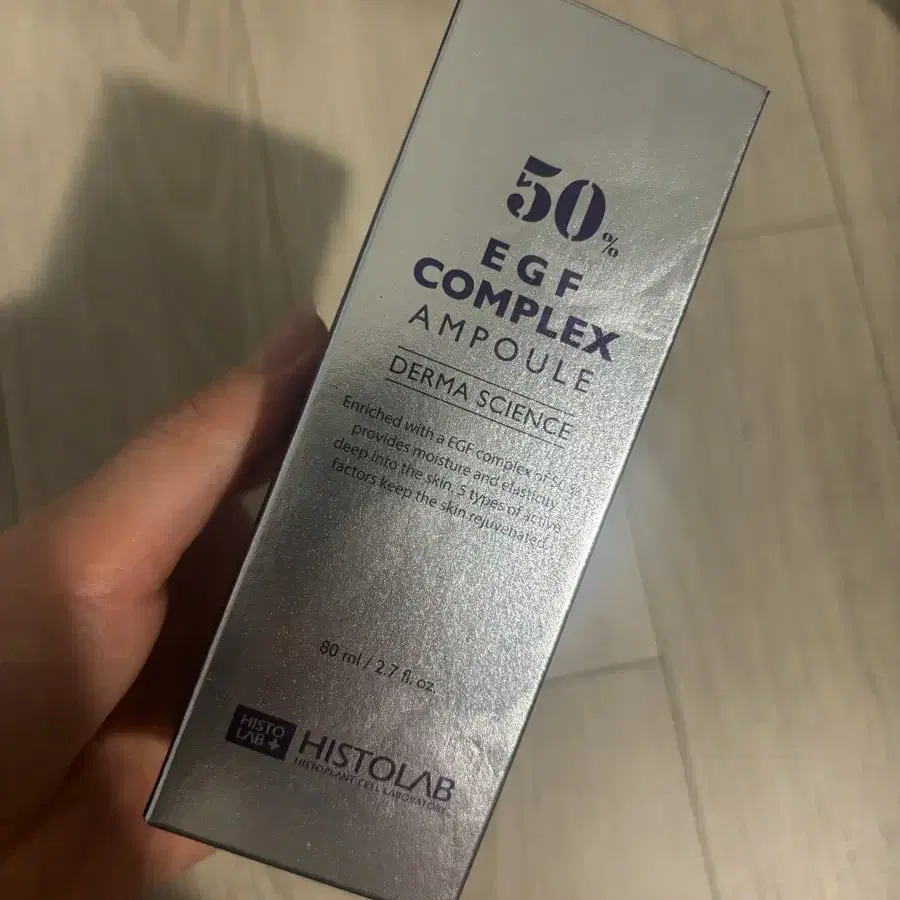 50%
EGF
COMPLEX
AMPOULE
DERMA SCIENCE
Enriched with a EGF complex of 50%
provides moisture and elasticity
deep into the skin. 5 types of active
factors keep the skin rejuvenated.
80 ml / 2.7 fl. oz.
HISTO
LAB+
HISTOLAB
HISTOPLANT CELL LABORATORY